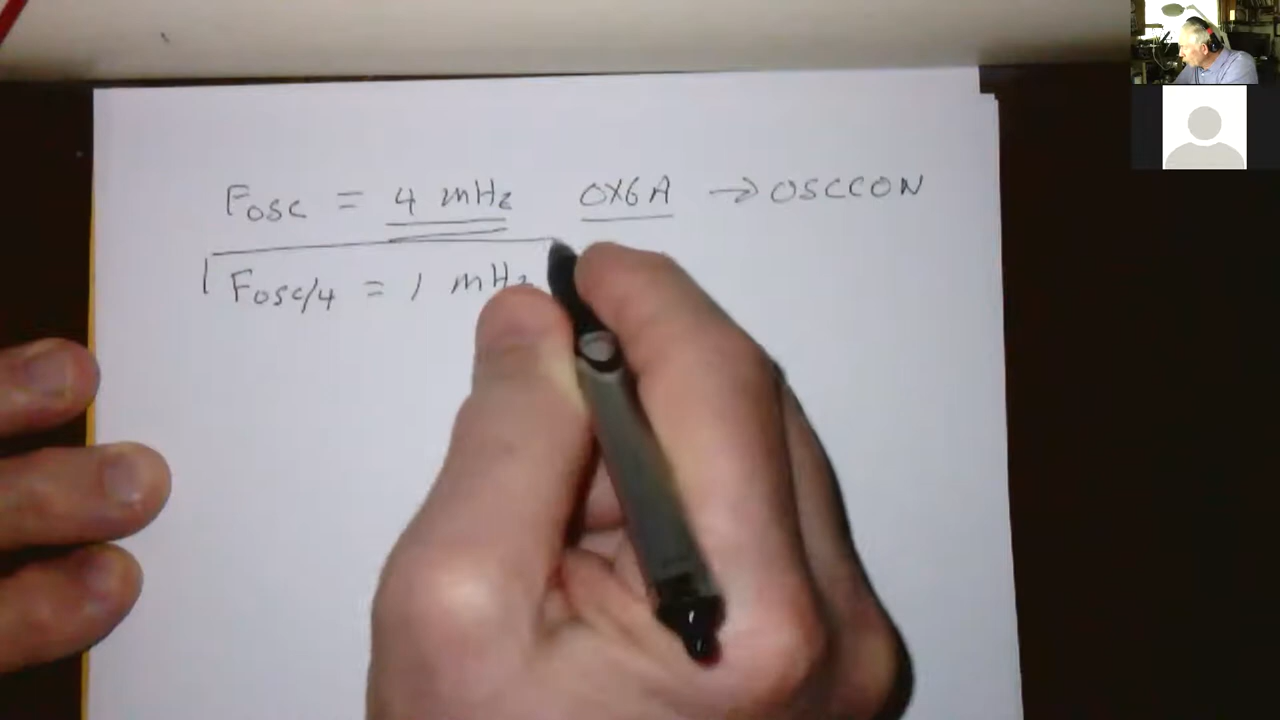 Fosc = 4 mHz 0X6A → OSCCON
Fosc/4 = 1 mHz